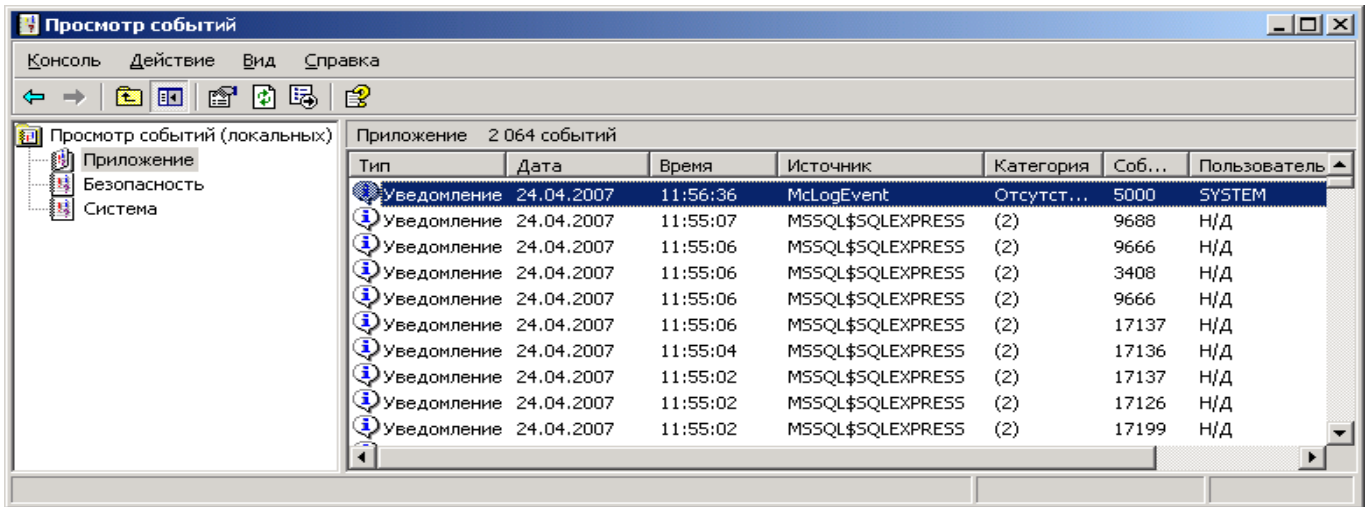 Просмотр событий
Консоль Действие Вид Справка
Просмотр событий (локальных)
Приложение
Безопасность
Система
Приложение 2 064 событий
Тип Дата Время Источник Категория Соб... Пользователь
Уведомление 24.04.2007 11:56:36 McLogEvent Отсутст... 5000 SYSTEM
Уведомление 24.04.2007 11:55:07 MSSQL$SQLEXPRESS (2) 9688 Н/Д
Уведомление 24.04.2007 11:55:06 MSSQL$SQLEXPRESS (2) 9666 Н/Д
Уведомление 24.04.2007 11:55:06 MSSQL$SQLEXPRESS (2) 3408 Н/Д
Уведомление 24.04.2007 11:55:06 MSSQL$SQLEXPRESS (2) 9666 Н/Д
Уведомление 24.04.2007 11:55:06 MSSQL$SQLEXPRESS (2) 17137 Н/Д
Уведомление 24.04.2007 11:55:04 MSSQL$SQLEXPRESS (2) 17136 Н/Д
Уведомление 24.04.2007 11:55:02 MSSQL$SQLEXPRESS (2) 17137 Н/Д
Уведомление 24.04.2007 11:55:02 MSSQL$SQLEXPRESS (2) 17126 Н/Д
Уведомление 24.04.2007 11:55:02 MSSQL$SQLEXPRESS (2) 17199 Н/Д